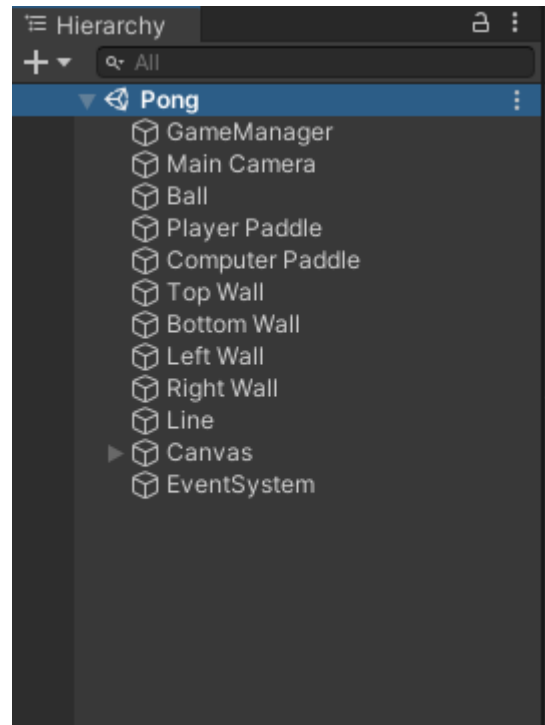 Hierarchy
All
Pong
GameManager
Main Camera
Ball
Player Paddle
Computer Paddle
Top Wall
Bottom Wall
Left Wall
Right Wall
Line
Canvas
EventSystem